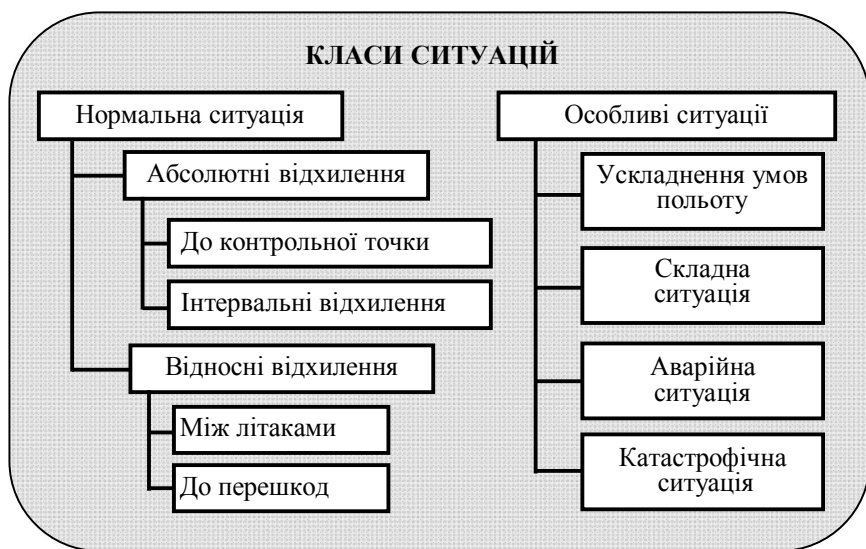 КЛАСИ СИТУАЦІЙ
Нормальна ситуація
Абсолютні відхилення
До контрольної точки
Інтервальні відхилення
Відносні відхилення
Між літаками
До перешкод
Особливі ситуації
Ускладнення умов
польоту
Складна
ситуація
Аварійна
ситуація
Катастрофічна
ситуація